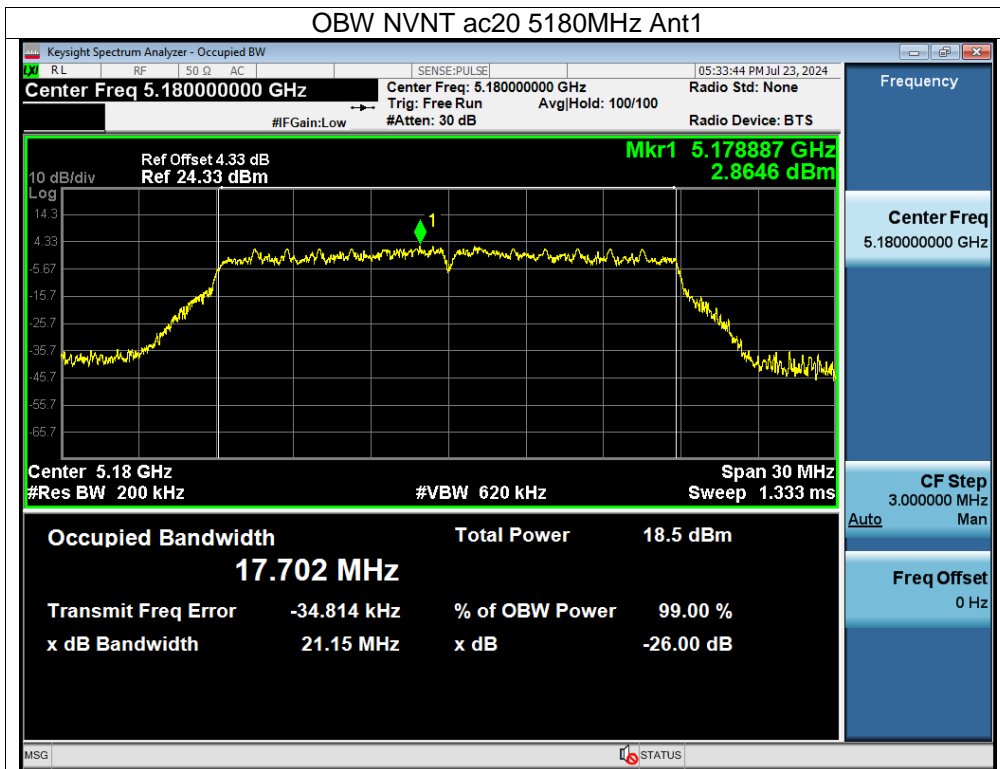 OBW NVNT ac20 5180MHz Ant1
Keysight Spectrum Analyzer - Occupied BW
LXI RL RF 50 Ω AC SENSE:PULSE 05:33:44 PM Jul 23, 2024
Center Freq 5.180000000 GHz
Center Freq: 5.180000000 GHz Radio Std: None
Trig: Free Run Avg|Hold: 100/100
#IFGain:Low #Atten: 30 dB Radio Device: BTS
Mkr1 5.178887 GHz
2.8646 dBm
Ref Offset 4.33 dB
10 dB/div Ref 24.33 dBm
Log
14.3
4.33
-5.67
-15.7
-25.7
-35.7
-45.7
-55.7
-65.7
1
Center 5.18 GHz Span 30 MHz
#Res BW 200 kHz #VBW 620 kHz Sweep 1.333 ms
Occupied Bandwidth Total Power 18.5 dBm
17.702 MHz
Transmit Freq Error -34.814 kHz % of OBW Power 99.00 %
x dB Bandwidth 21.15 MHz x dB -26.00 dB
MSG STATUS
Frequency
Center Freq
5.180000000 GHz
CF Step
3.000000 MHz
Auto Man
Freq Offset
0 Hz